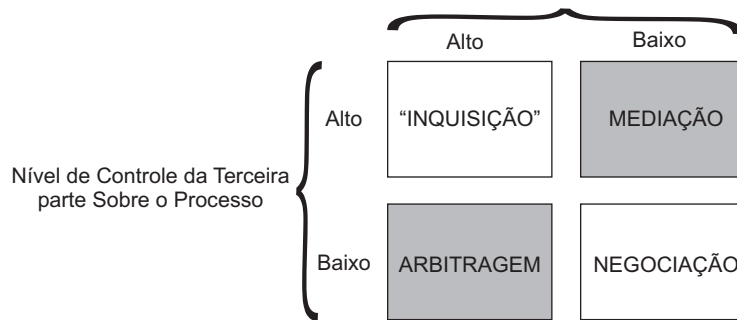 Alto
Baixo
Alto
"INQUISIÇÃO"
MEDIAÇÃO
Nível de Controle da Terceira
parte Sobre o Processo
Baixo
ARBITRAGEM
NEGOCIAÇÃO